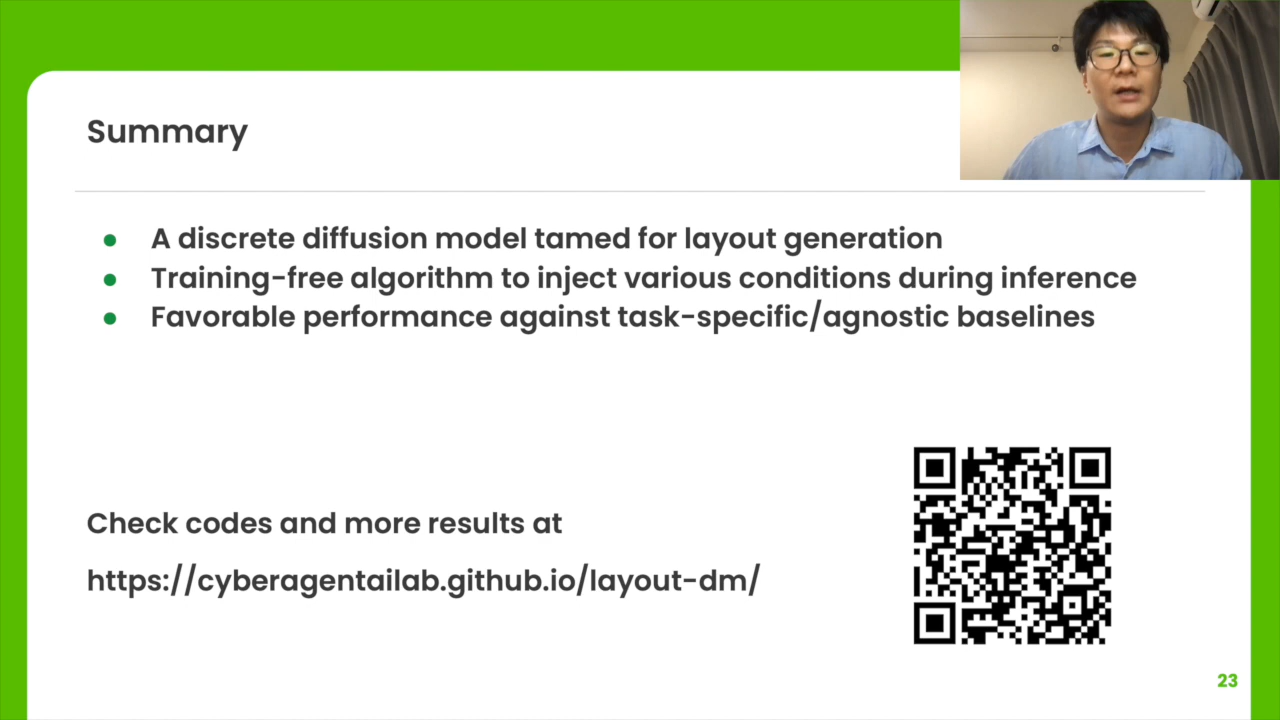 Summary
● A discrete diffusion model tamed for layout generation
● Training-free algorithm to inject various conditions during inference
● Favorable performance against task-specific/agnostic baselines
Check codes and more results at
https://cyberagentailab.github.io/layout-dm/
23